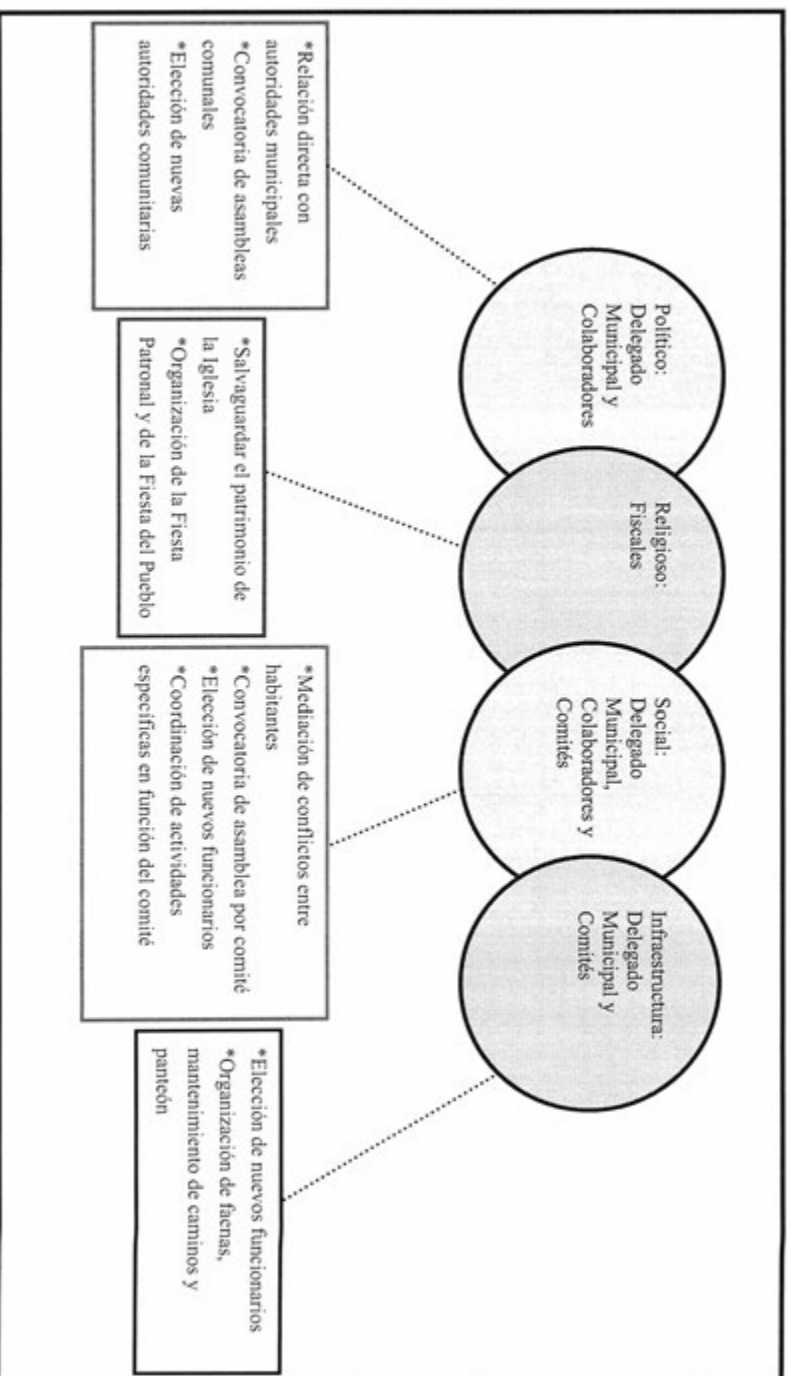 Político:
Delegado
Municipal y
Colaboradores
Religioso:
Fiscales
Social:
Delegado
Municipal,
Colaboradores y
Comités
Infraestructura:
Delegado
Municipal y
Comités
*Relación directa con
autoridades municipales
*Convocatoria de asambleas
comunales
*Elección de nuevas
autoridades comunitarias
*Salvaguardar el patrimonio de
la Iglesia
*Organización de la Fiesta
Patronal y de la Fiesta del Pueblo
*Mediación de conflictos entre
habitantes
*Convocatoria de asamblea por comité
*Elección de nuevos funcionarios
*Coordinación de actividades
específicas en función del comité
*Elección de nuevos funcionarios
*Organización de faenas,
mantenimiento de caminos y
panteón